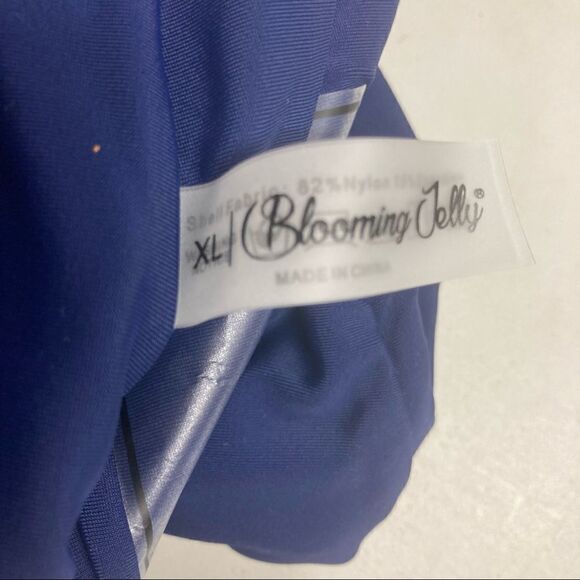 Shell Fabric: 82% Nylon
XL | Blooming Jelly®
MADE IN CHINA